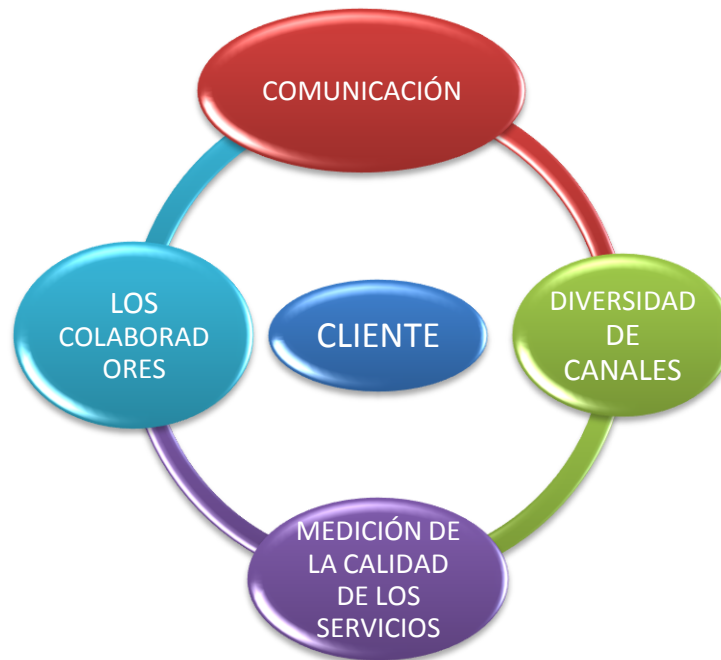 COMUNICACIÓN
LOS
COLABORAD
ORES
CLIENTE
DIVERSIDAD
DE
CANALES
MEDICIÓN DE
LA CALIDAD
DE LOS
SERVICIOS